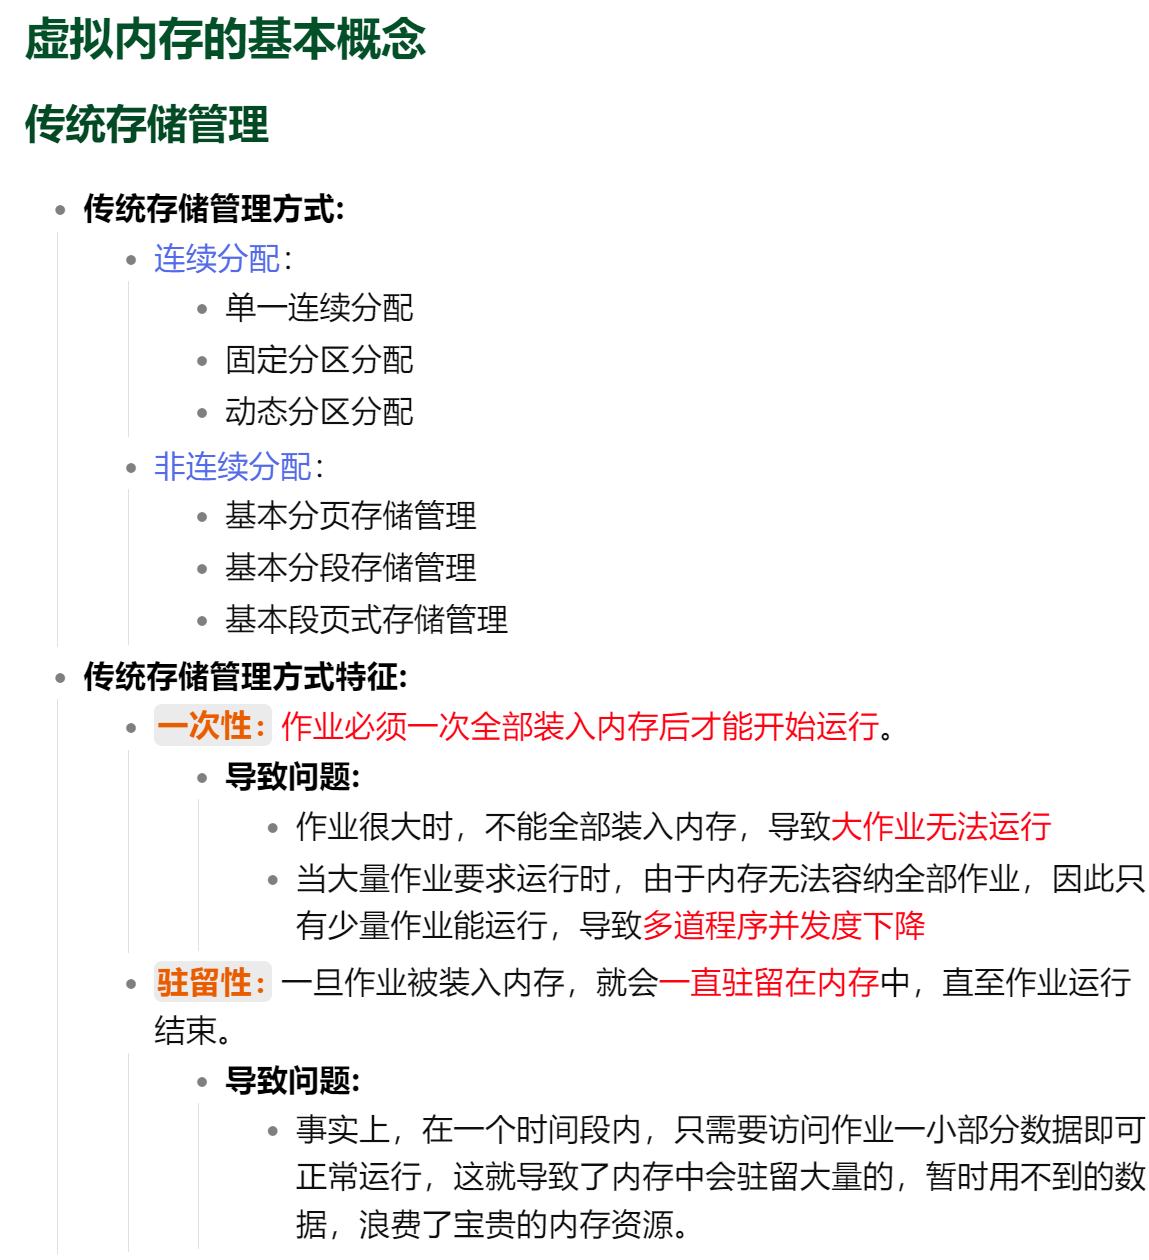 虚拟内存的基本概念
传统存储管理
传统存储管理方式:
连续分配：
单一连续分配
固定分区分配
动态分区分配
非连续分配：
基本分页存储管理
基本分段存储管理
基本段页式存储管理
传统存储管理方式特征:
一次性：作业必须一次全部装入内存后才能开始运行。
导致问题:
作业很大时，不能全部装入内存，导致大作业无法运行
当大量作业要求运行时，由于内存无法容纳全部作业，因此只
有少量作业能运行，导致多道程序并发度下降
驻留性：一旦作业被装入内存，就会一直驻留在内存中，直至作业运行
结束。
导致问题:
事实上，在一个时间段内，只需要访问作业一小部分数据即可
正常运行，这就导致了内存中会驻留大量的，暂时用不到的数
据，浪费了宝贵的内存资源。